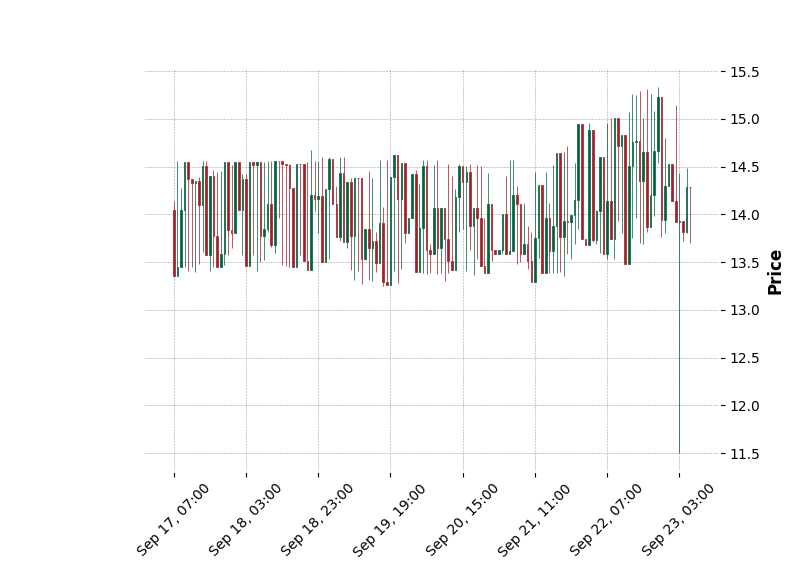 15.5
15.0
14.5
14.0
13.5
13.0
12.5
12.0
11.5
Price
Sep 17, 07:00
Sep 18, 03:00
Sep 18, 23:00
Sep 19, 19:00
Sep 20, 15:00
Sep 21, 11:00
Sep 22, 07:00
Sep 23, 03:00